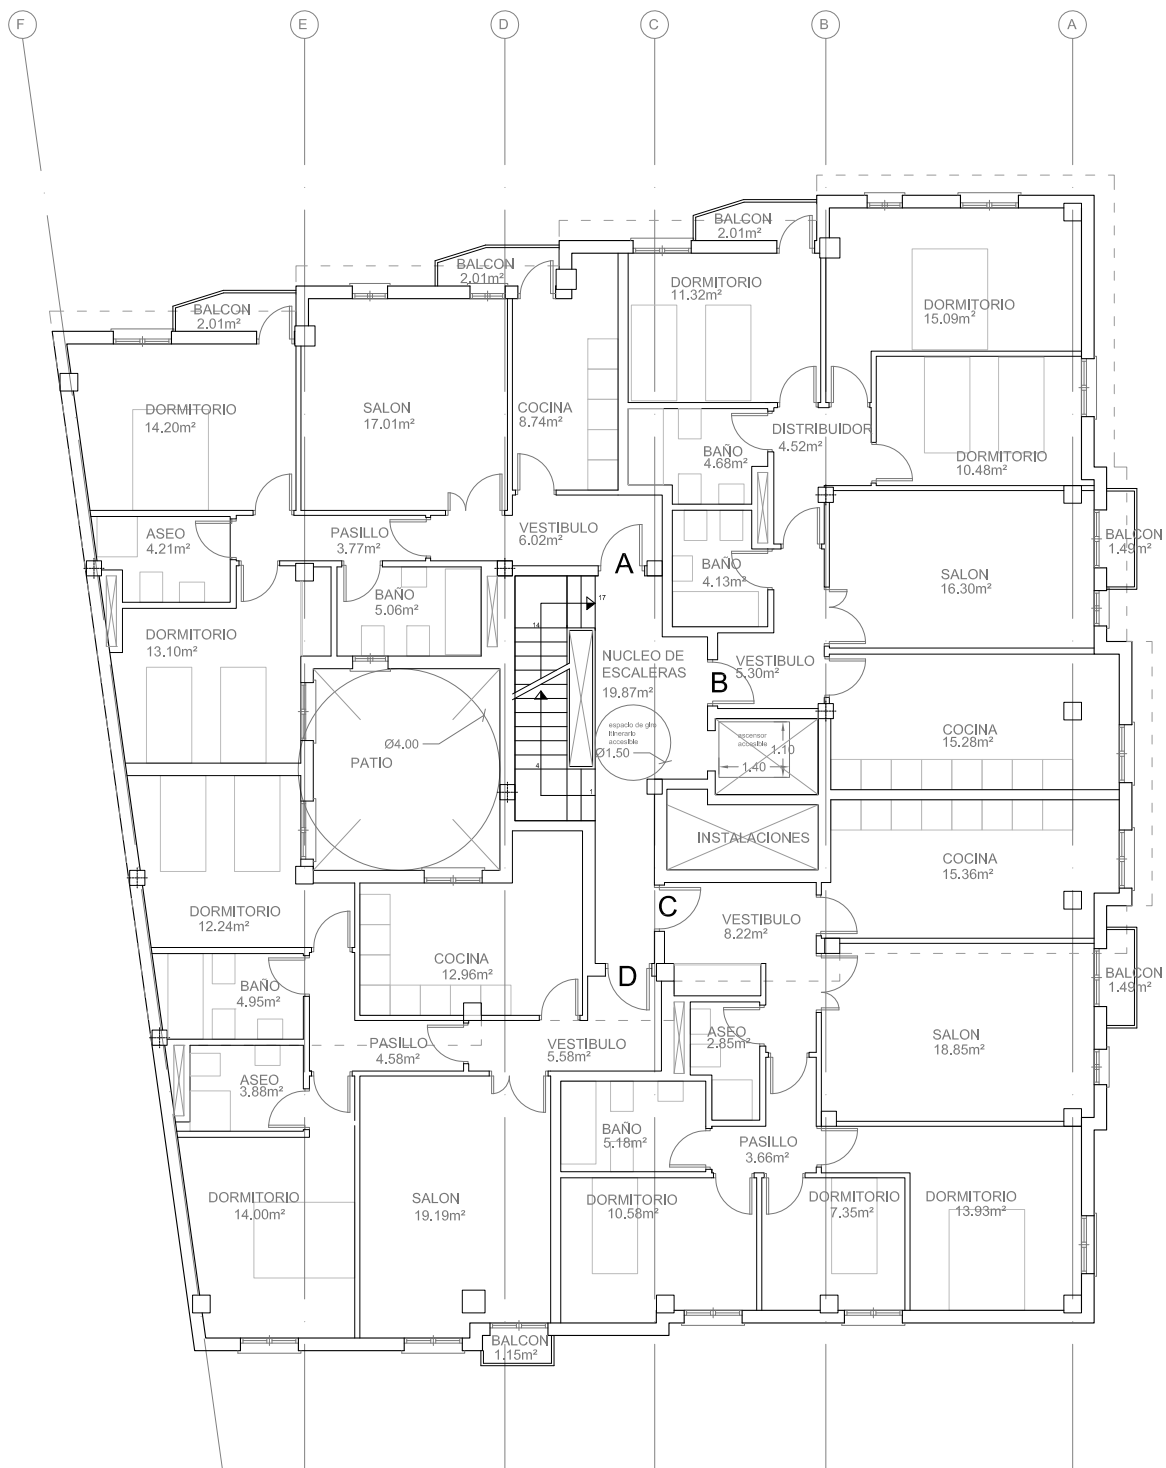 F
E
D
C
B
A
BALCON
2.01m²
BALCON
2.01m²
BALCON
2.01m²
DORMITORIO
11.32m²
DORMITORIO
15.09m²
DORMITORIO
14.20m²
SALON
17.01m²
COCINA
8.74m²
DISTRIBUIDOR
4.52m²
BAÑO
4.68m²
DORMITORIO
10.48m²
ASEO
4.21m²
PASILLO
3.77m²
VESTIBULO
6.02m²
A
BAÑO
4.13m²
SALON
16.30m²
BALCON
1.49m²
BAÑO
5.06m²
17
14
DORMITORIO
13.10m²
NUCLEO DE
ESCALERAS
19.87m²
B
VESTIBULO
5.30m²
espacio de giro
itinerario
accesible
Ø1.50
ascensor
accesible
1.10
1.40
COCINA
15.28m²
Ø4.00
PATIO
4
1
INSTALACIONES
COCINA
15.36m²
DORMITORIO
12.24m²
C
VESTIBULO
8.22m²
COCINA
12.96m²
D
BAÑO
4.95m²
BALCON
1.49m²
PASILLO
4.58m²
VESTIBULO
5.58m²
ASEO
2.85m²
SALON
18.85m²
ASEO
3.88m²
BAÑO
5.18m²
PASILLO
3.66m²
DORMITORIO
14.00m²
SALON
19.19m²
DORMITORIO
10.58m²
DORMITORIO
7.35m²
DORMITORIO
13.93m²
BALCON
1.15m²